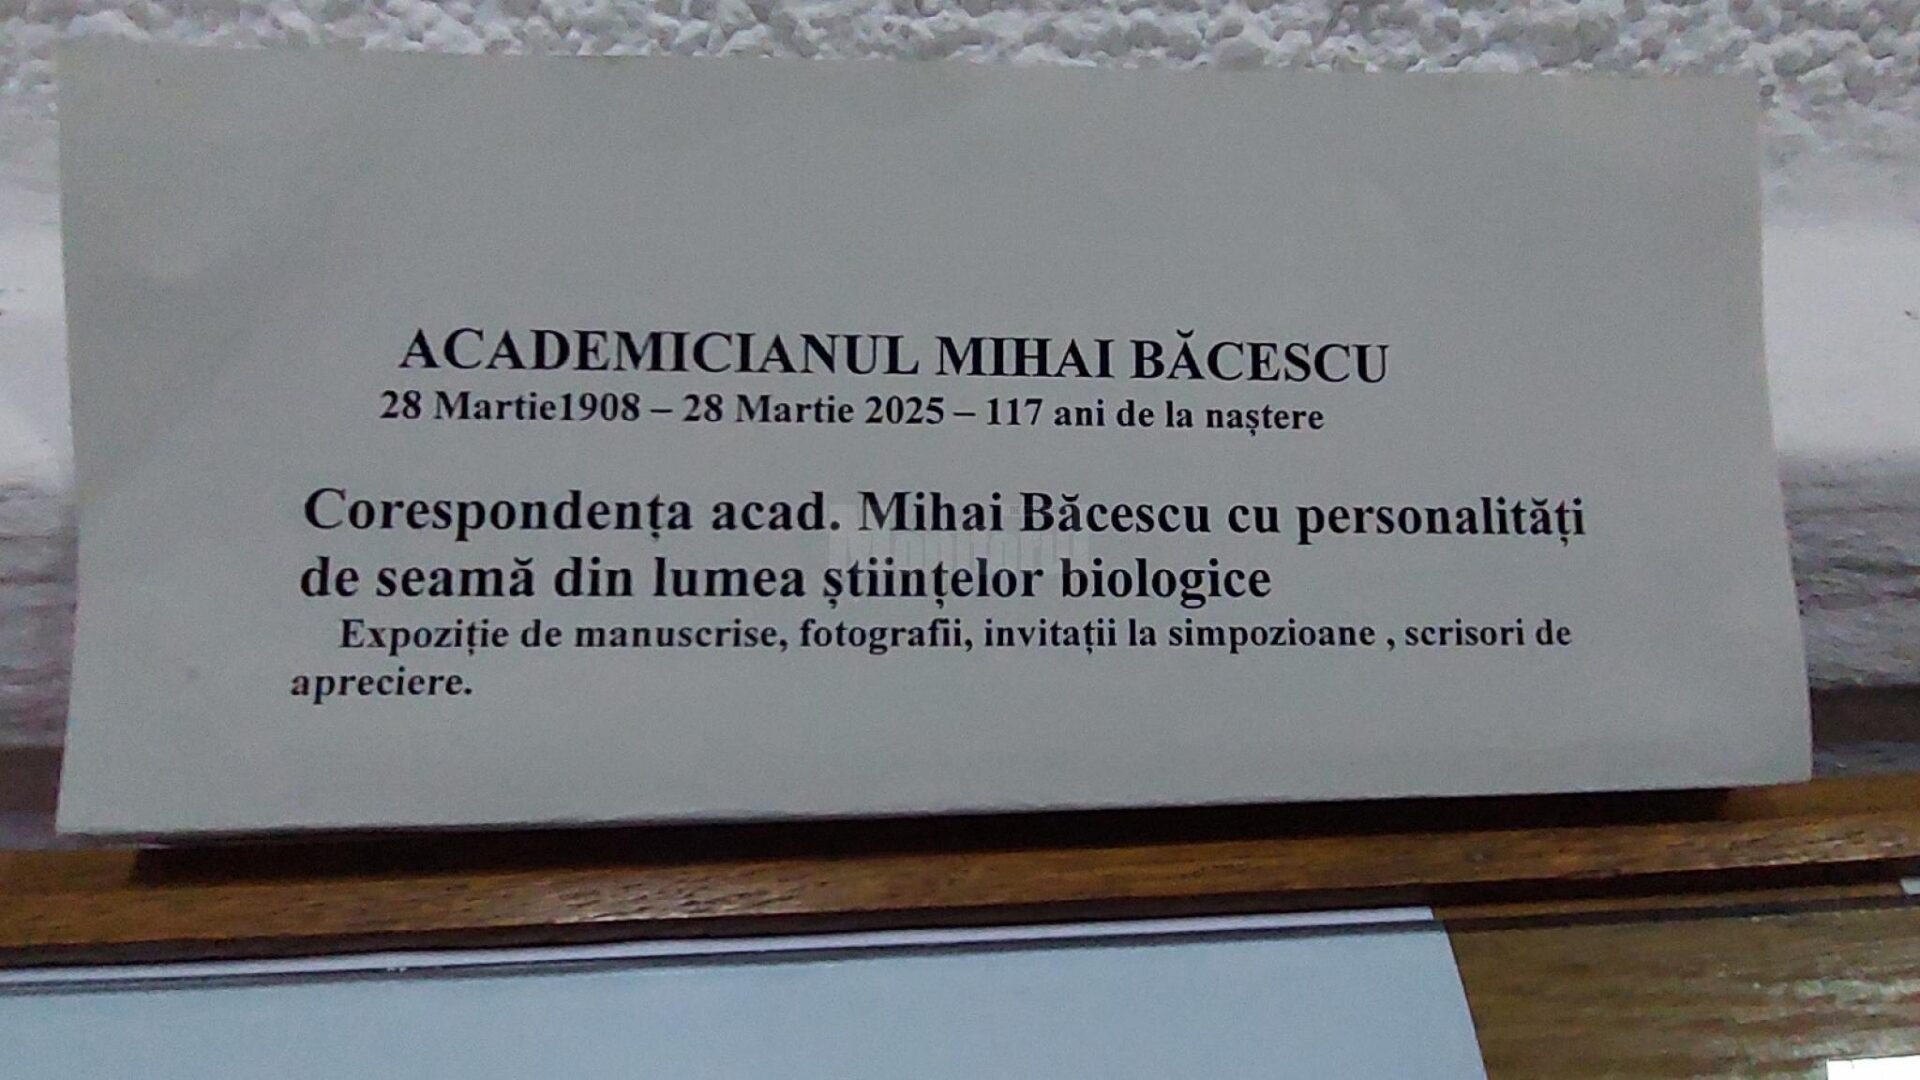 ACADEMICIANUL MIHAI BĂCESCU
28 Martie1908 – 28 Martie 2025 – 117 ani de la naștere
Corespondența acad. Mihai Băcescu cu personalități
de seamă din lumea științelor biologice
Expoziție de manuscrise, fotografii, invitații la simpozioane , scrisori de
apreciere.